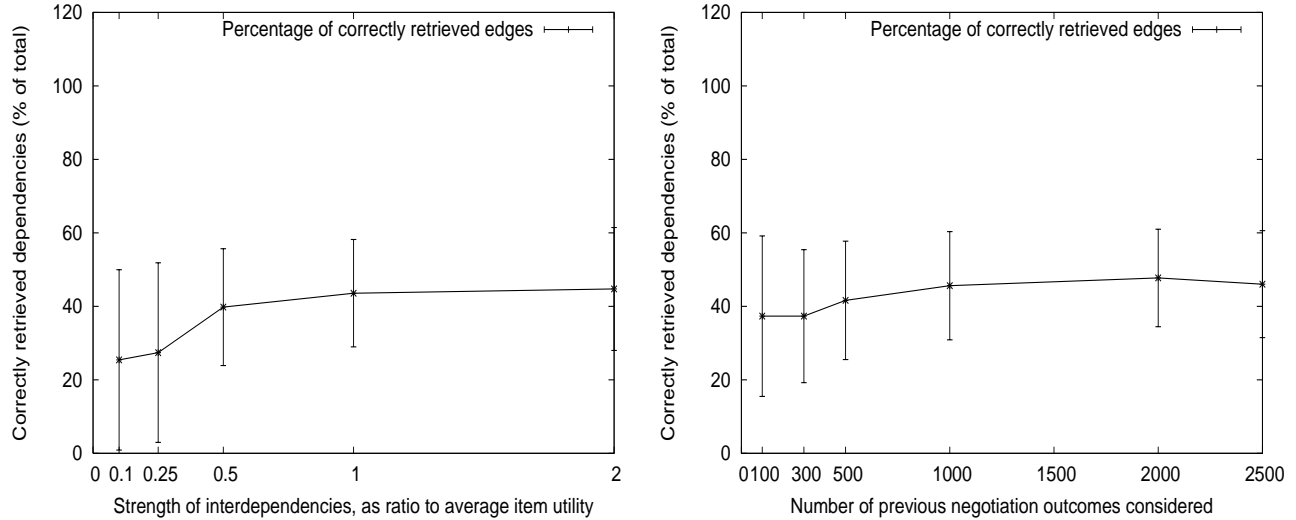 Correctly retrieved dependencies (% of total)
120
100
80
60
40
20
0
Percentage of correctly retrieved edges
0 0.1 0.25 0.5 1 2
Strength of interdependencies, as ratio to average item utility
Correctly retrieved dependencies (% of total)
120
100
80
60
40
20
0
Percentage of correctly retrieved edges
0 100 300 500 1000 1500 2000 2500
Number of previous negotiation outcomes considered